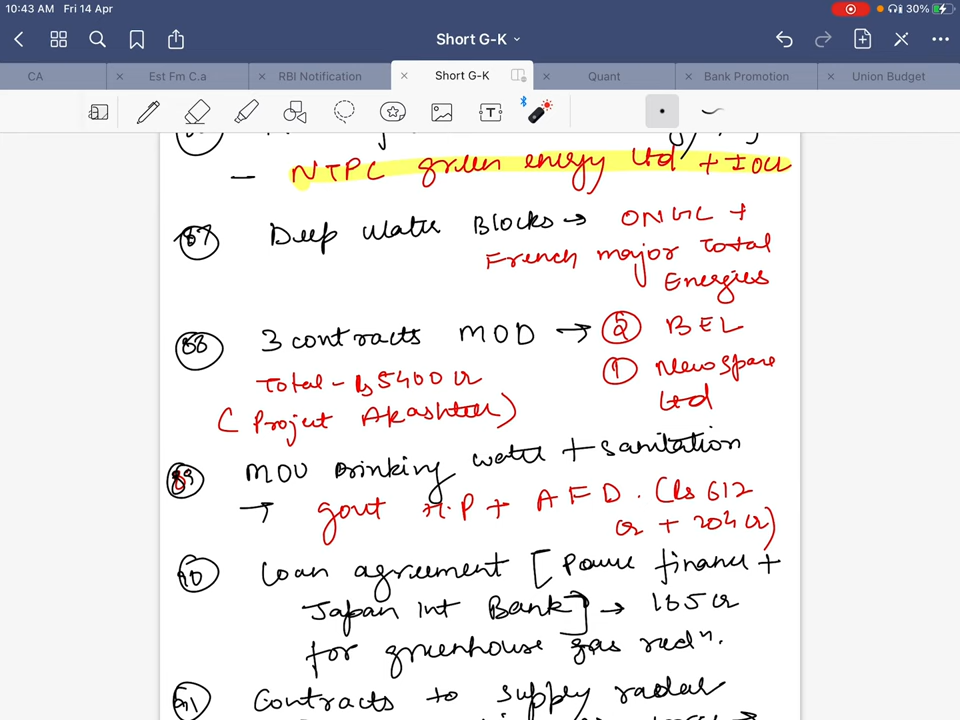 10:43 AM Fri 14 Apr 30%
Short G-K
CA Est Fm C.a RBI Notification Short G-K Quant Bank Promotion Union Budget
- NTPC green energy Ltd + IOCL
87 Deep Water Blocks → ONGC +
French major Total
Energies
88 3 contracts MOD → 2 BEL
Total - Rs 5400 cr 1 Newspace
(Project Akashteer) Ltd
89 MOU Drinking water + sanitation
→ govt H.P + AFD. (Rs 612
cr + 204 cr)
90 Loan agreement [Power finance +
Japan Int Bank] → 165 cr
for greenhouse gas redn.
91 Contracts to supply radar